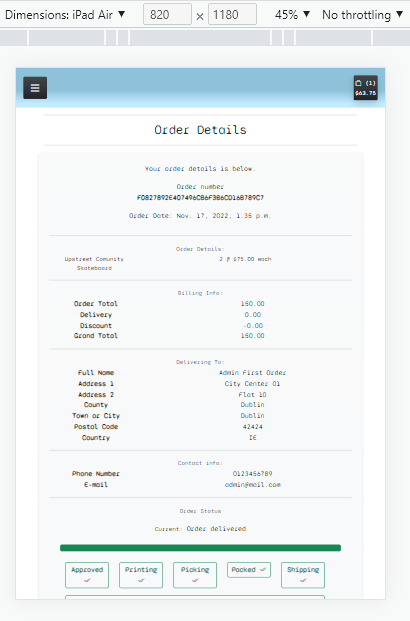 Dimensions: iPad Air ▼ 820 × 1180 45% ▼ No throttling ▼
(1)
$63.75
Order Details
Your order details is below.
Order number
Order Date: Nov. 17, 2022, 1:35 p.m.
Order Details:
Upstreet Comunity 2 @ $75.00 each
Skateboard
Billing Info:
Order Total 150.00
Delivery 0.00
Discount -0.00
Grand Total 150.00
Delivering To:
Full Name Admin First Order
Address 1 City Center 01
Address 2 Flat 10
County Dublin
Town or City Dublin
Postal Code 42424
Country IE
Contact info:
Phone Number 0123456789
E-mail admin@mail.com
Order Status
Current: Order delivered
Approved Printing Picking Packed Shipping